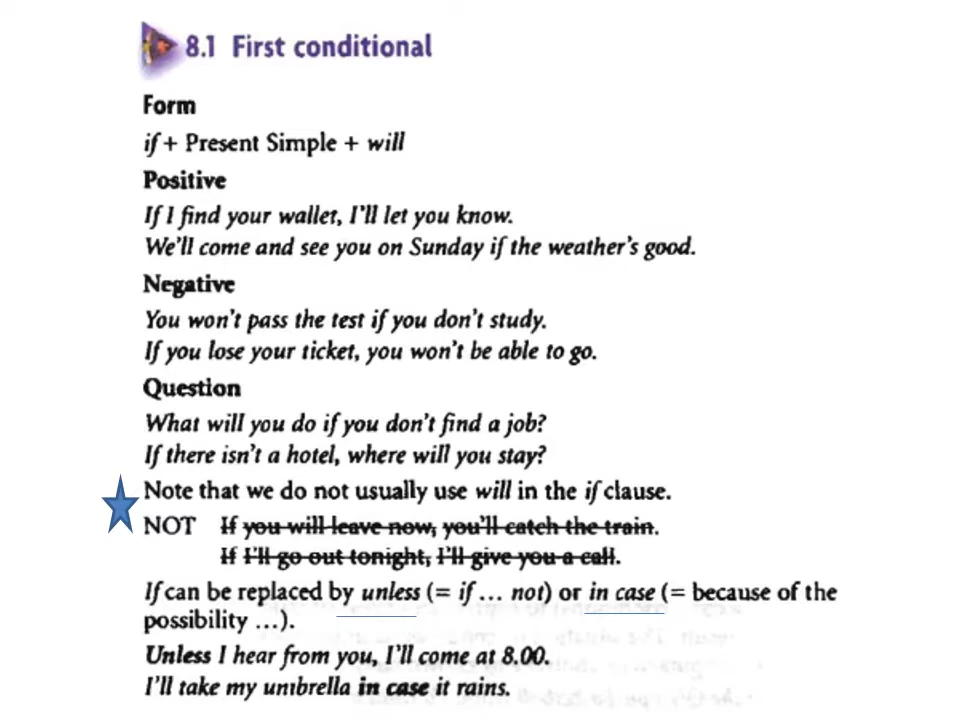 8.1 First conditional
Form
if + Present Simple + will
Positive
If I find your wallet, I'll let you know.
We'll come and see you on Sunday if the weather's good.
Negative
You won't pass the test if you don't study.
If you lose your ticket, you won't be able to go.
Question
What will you do if you don't find a job?
If there isn't a hotel, where will you stay?
Note that we do not usually use will in the if clause.
NOT If you will leave now, you'll catch the train.
If I'll go out tonight, I'll give you a call.
If can be replaced by unless (= if … not) or in case (= because of the
possibility …).
Unless I hear from you, I'll come at 8.00.
I'll take my umbrella in case it rains.